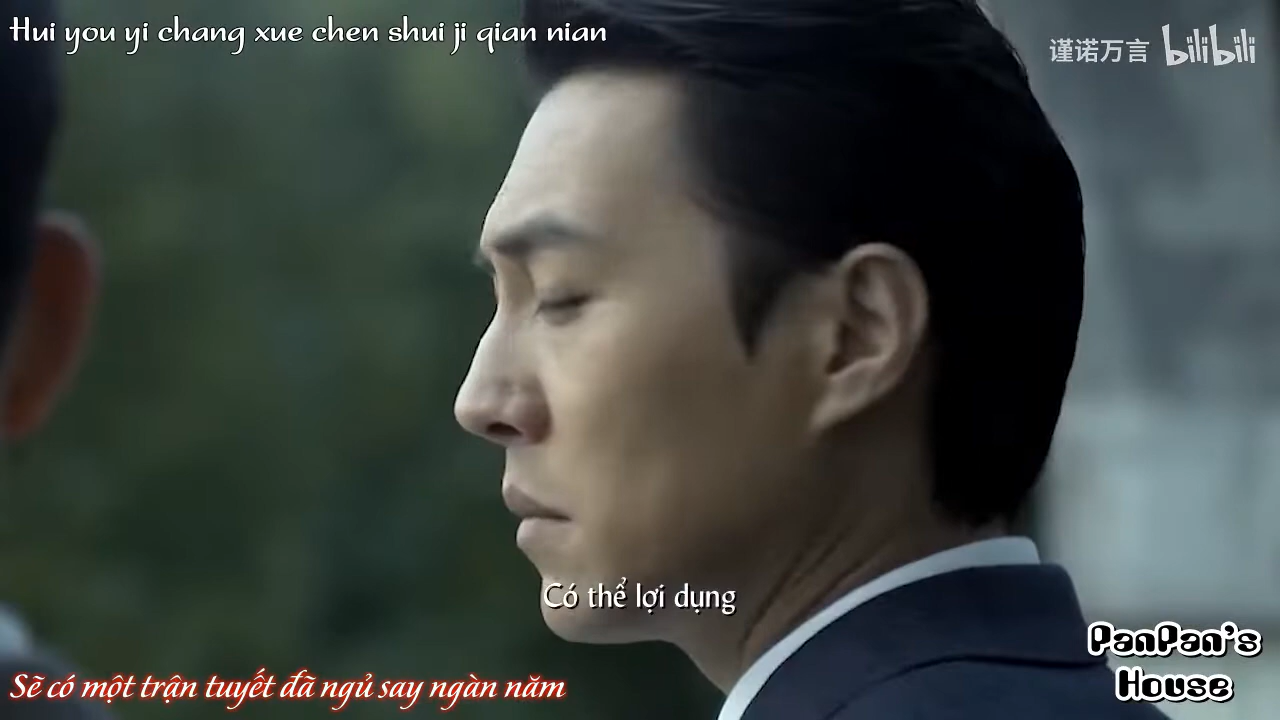 Hui you yi chang xue chen shui ji qian nian
谨诺万言 bilibili
Có thể lợi dụng
PanPan's
House
Sẽ có một trận tuyết đã ngủ say ngàn năm